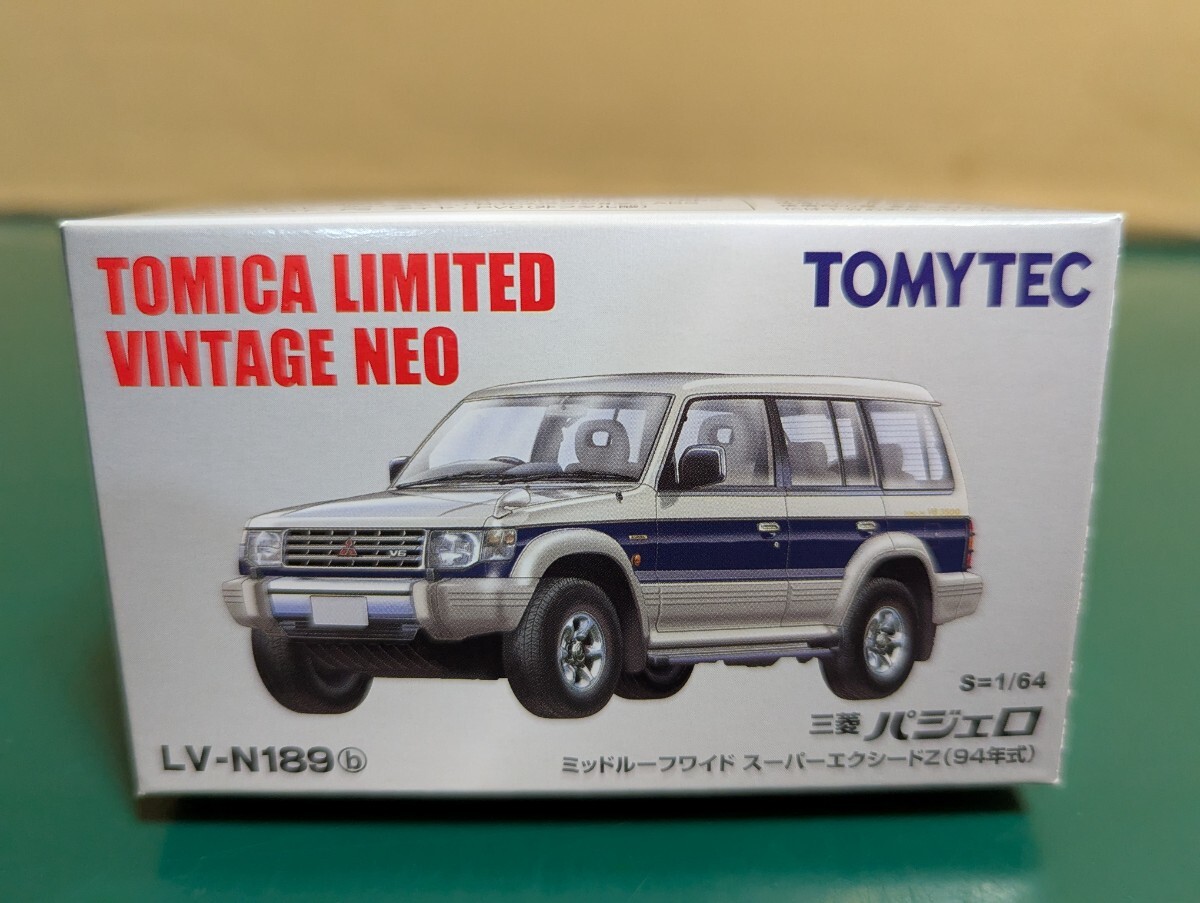 TOMICA LIMITED
VINTAGE NEO
TOMYTEC
V6
S=1/64
三菱 パジェロ
LV-N189ⓑ
ミッドルーフワイド スーパーエクシードZ(94年式)